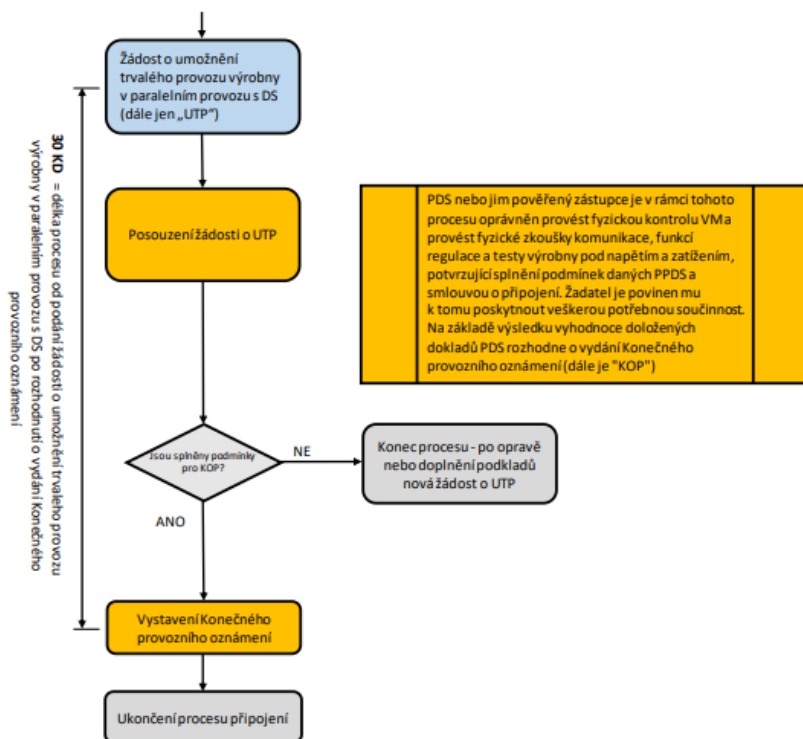 Žádost o umožnění
trvalého provozu výrobny
v paralelním provozu s DS
(dále jen „UTP")
30 KD = délka procesu od podání žádosti o umožnění trvaleho provozu
výrobny v paralelním provozu s DS po rozhodnutí o vydání Konečného
provozního oznámení
Posouzení žádosti o UTP
PDS nebo jim pověřený zástupce je v rámci tohoto
procesu oprávněn provést fyzickou kontrolu VM a
provést fyzické zkoušky komunikace, funkcí
regulace a testy výrobny pod napětím a zatížením,
potvrzující splnění podmínek daných PPDS a
smlouvou o připojení. Žadatel je povinen mu
k tomu poskytnout veškerou potřebnou součinnost.
Na základě výsledku vyhodnoce doložených
dokladů PDS rozhodne o vydání Konečného
provozního oznámení (dále je "KOP")
Jsou splněny podmínky
pro KOP?
NE
Konec procesu - po opravě
nebo doplnění podkladů
nová žádost o UTP
ANO
Vystavení Konečného
provozního oznámení
Ukončení procesu připojení